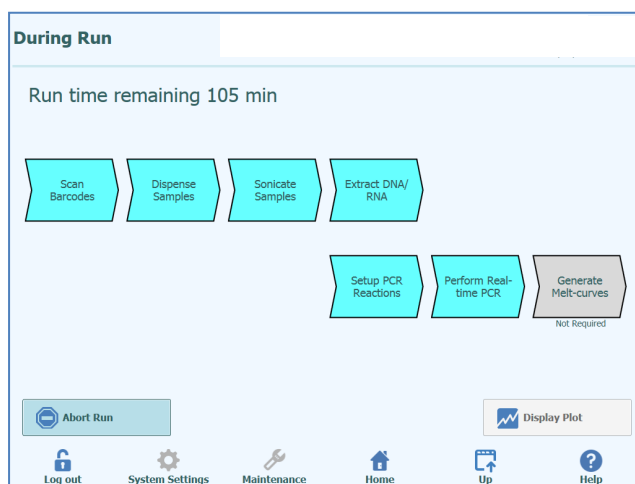 During Run
Run time remaining 105 min
Scan
Barcodes
Dispense
Samples
Sonicate
Samples
Extract DNA/
RNA
Setup PCR
Reactions
Perform Real-
time PCR
Generate
Melt-curves
Not Required
Abort Run
Display Plot
Log out
System Settings
Maintenance
Home
Up
Help